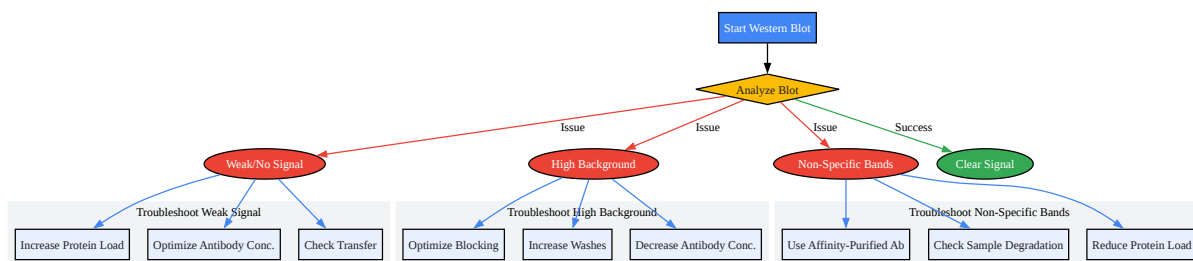 Start Western Blot
Analyze Blot
Issue
Issue
Issue
Success
Weak/No Signal
High Background
Non-Specific Bands
Clear Signal
Troubleshoot Weak Signal
Troubleshoot High Background
Troubleshoot Non-Specific Bands
Increase Protein Load
Optimize Antibody Conc.
Check Transfer
Optimize Blocking
Increase Washes
Decrease Antibody Conc.
Use Affinity-Purified Ab
Check Sample Degradation
Reduce Protein Load